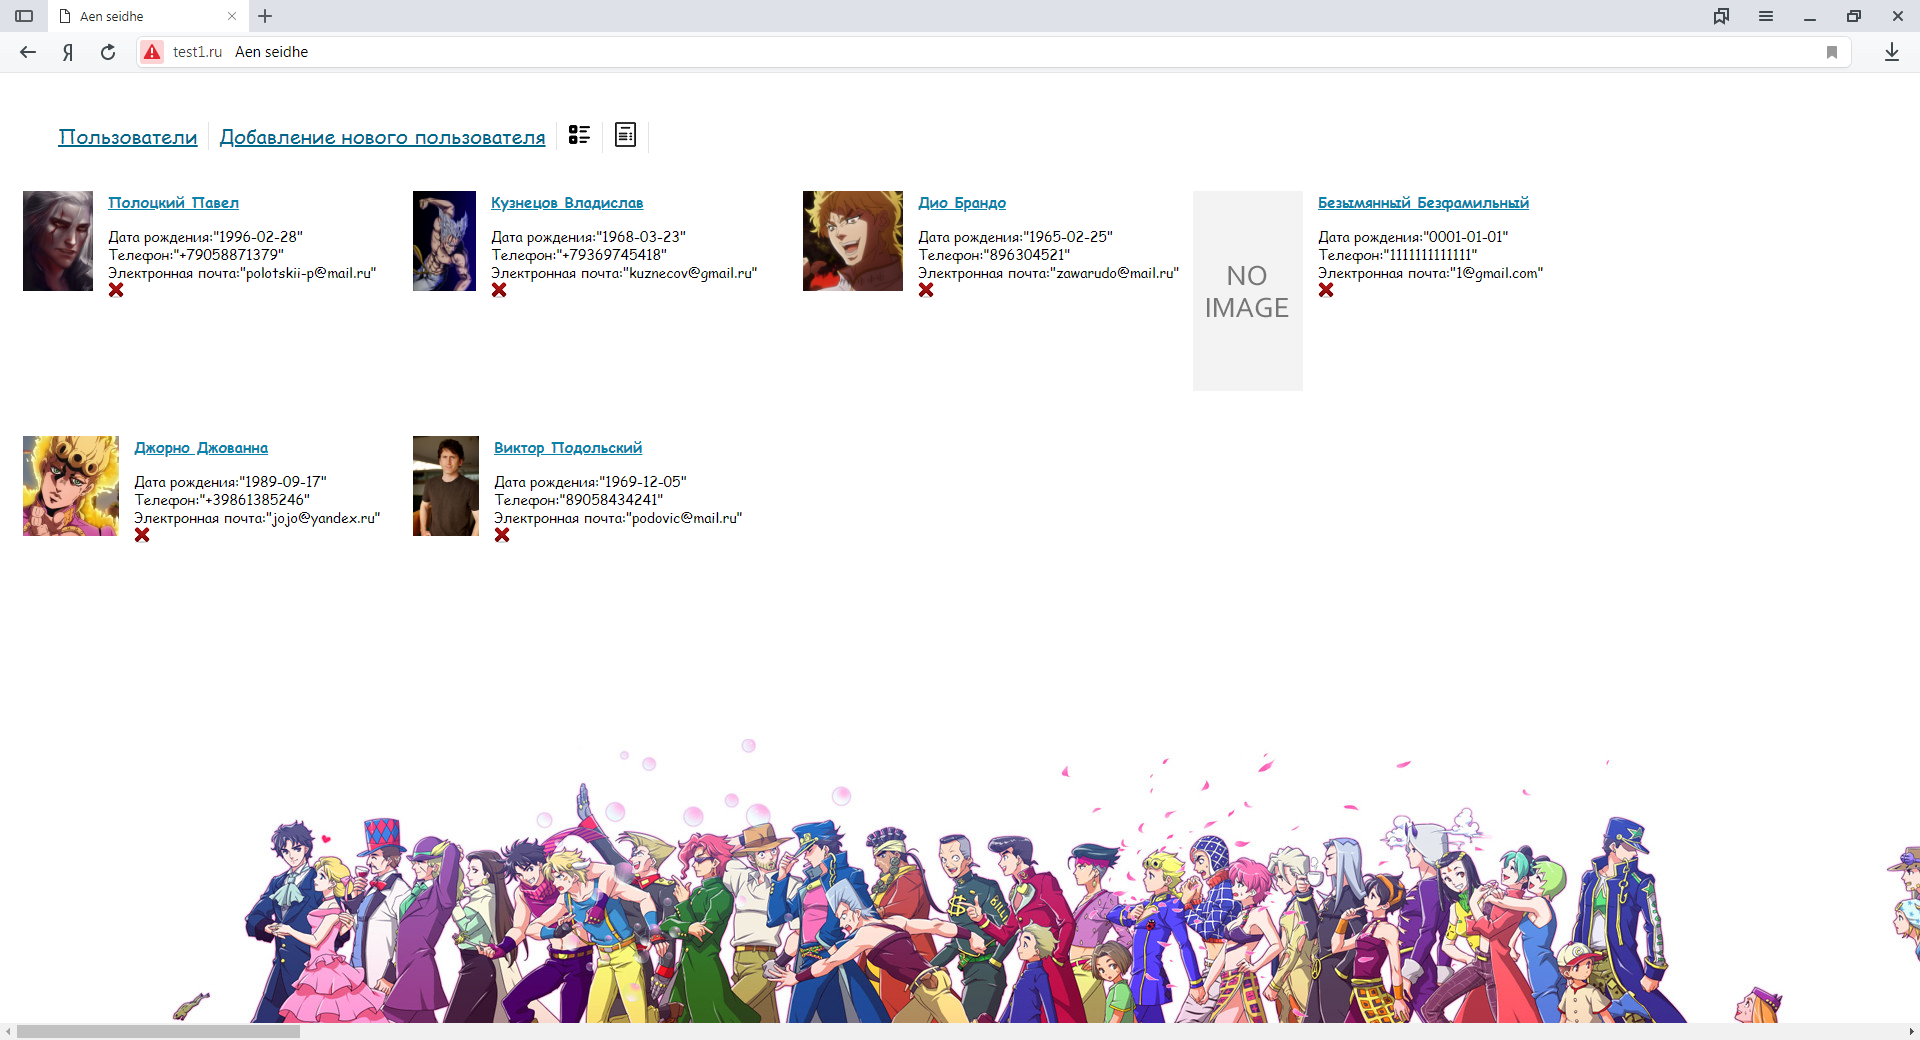 Aen seidhe
test1.ru Aen seidhe
Пользователи
Добавление нового пользователя
Полоцкий Павел
Дата рождения:"1996-02-28"
Телефон:"+79058871379"
Электронная почта:"polotskii-p@mail.ru"
Кузнецов Владислав
Дата рождения:"1968-03-23"
Телефон:"+79369745418"
Электронная почта:"kuznecov@gmail.ru"
Дио Брандо
Дата рождения:"1965-02-25"
Телефон:"896304521"
Электронная почта:"zawarudo@mail.ru"
NO
IMAGE
Безымянный Безфамильный
Дата рождения:"0001-01-01"
Телефон:"1111111111111"
Электронная почта:"1@gmail.com"
Джорно Джованна
Дата рождения:"1989-09-17"
Телефон:"+39861385246"
Электронная почта:"jojo@yandex.ru"
Виктор Подольский
Дата рождения:"1969-12-05"
Телефон:"89058434241"
Электронная почта:"podovic@mail.ru"